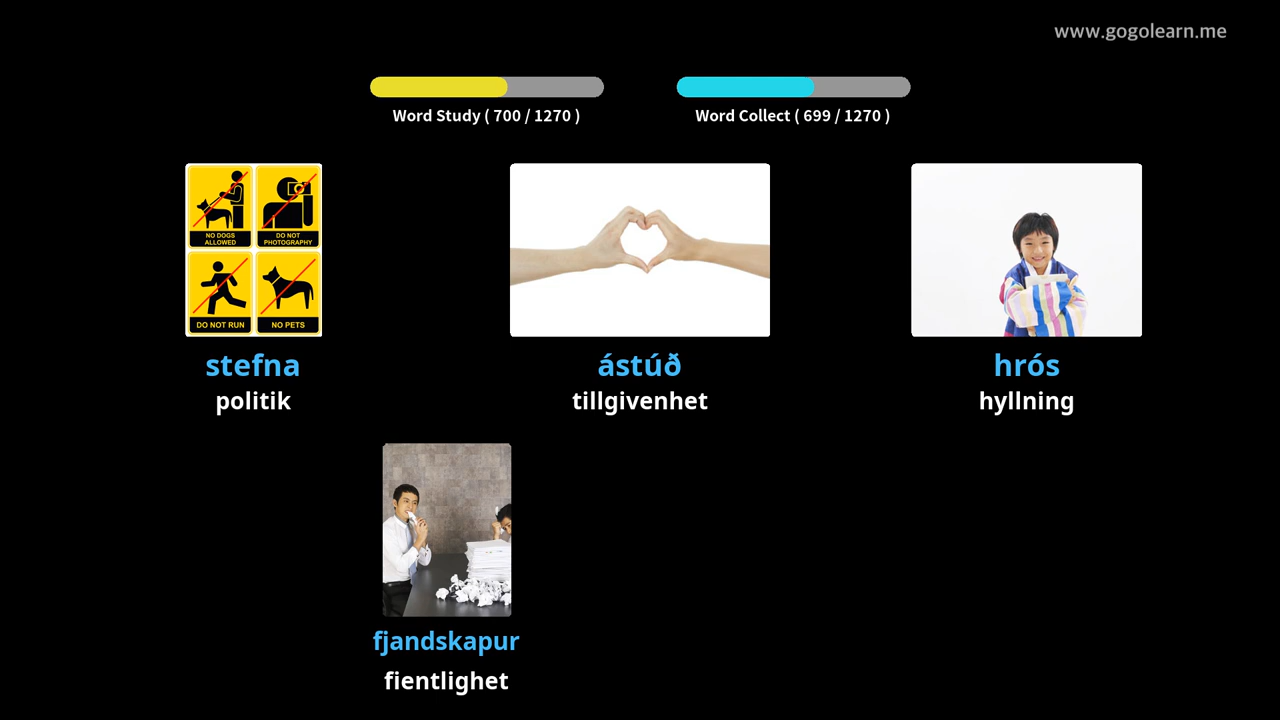 www.gogolearn.me
Word Study ( 700 / 1270 )
Word Collect ( 699 / 1270 )
NO DOGS
ALLOWED
DO NOT
PHOTOGRAPHY
DO NOT RUN
NO PETS
stefna
politik
ástúð
tillgivenhet
hrós
hyllning
fjandskapur
fientlighet